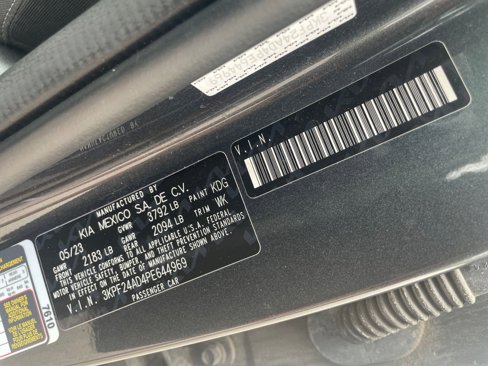 MANUFACTURED BY
KIA MEXICO S.A. DE C.V.
05/23 GVWR 3792 LB PAINT KDG
GAWR FRONT 2183 LB GAWR REAR 2094 LB TRIM WK
THIS VEHICLE CONFORMS TO ALL APPLICABLE U.S.A. FEDERAL
MOTOR VEHICLE SAFETY, BUMPER, AND THEFT PREVENTION STANDARDS
IN EFFECT ON THE DATE OF MANUFACTURE SHOWN ABOVE.
V.I.N. 3KPF24AD4PE644969
PASSENGER CAR
V.I.N.
7610